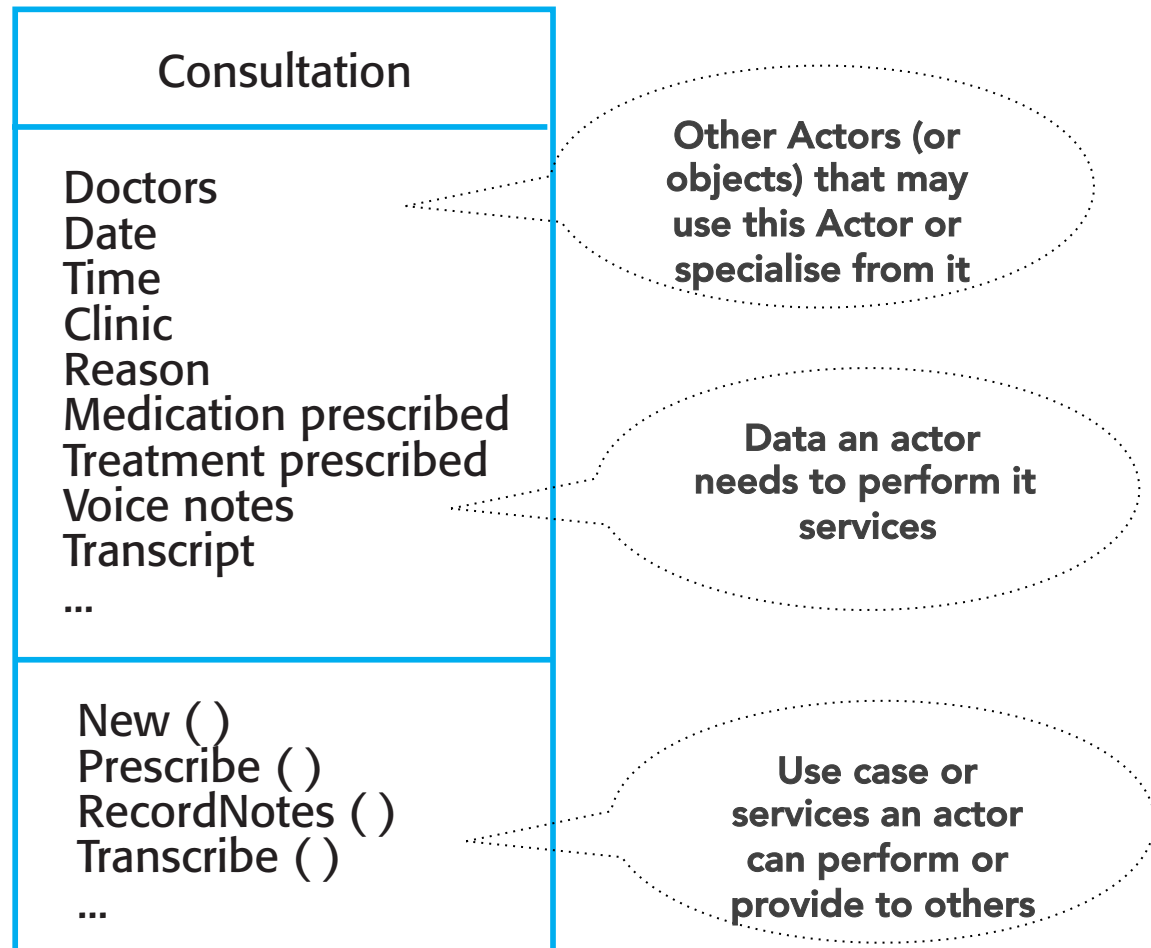 Consultation
Doctors
Date
Time
Clinic
Reason
Medication prescribed
Treatment prescribed
Voice notes
Transcript
...
New ( )
Prescribe ( )
RecordNotes ( )
Transcribe ( )
...
Other Actors (or
objects) that may
use this Actor or
specialise from it
Data an actor
needs to perform it
services
Use case or
services an actor
can perform or
provide to others